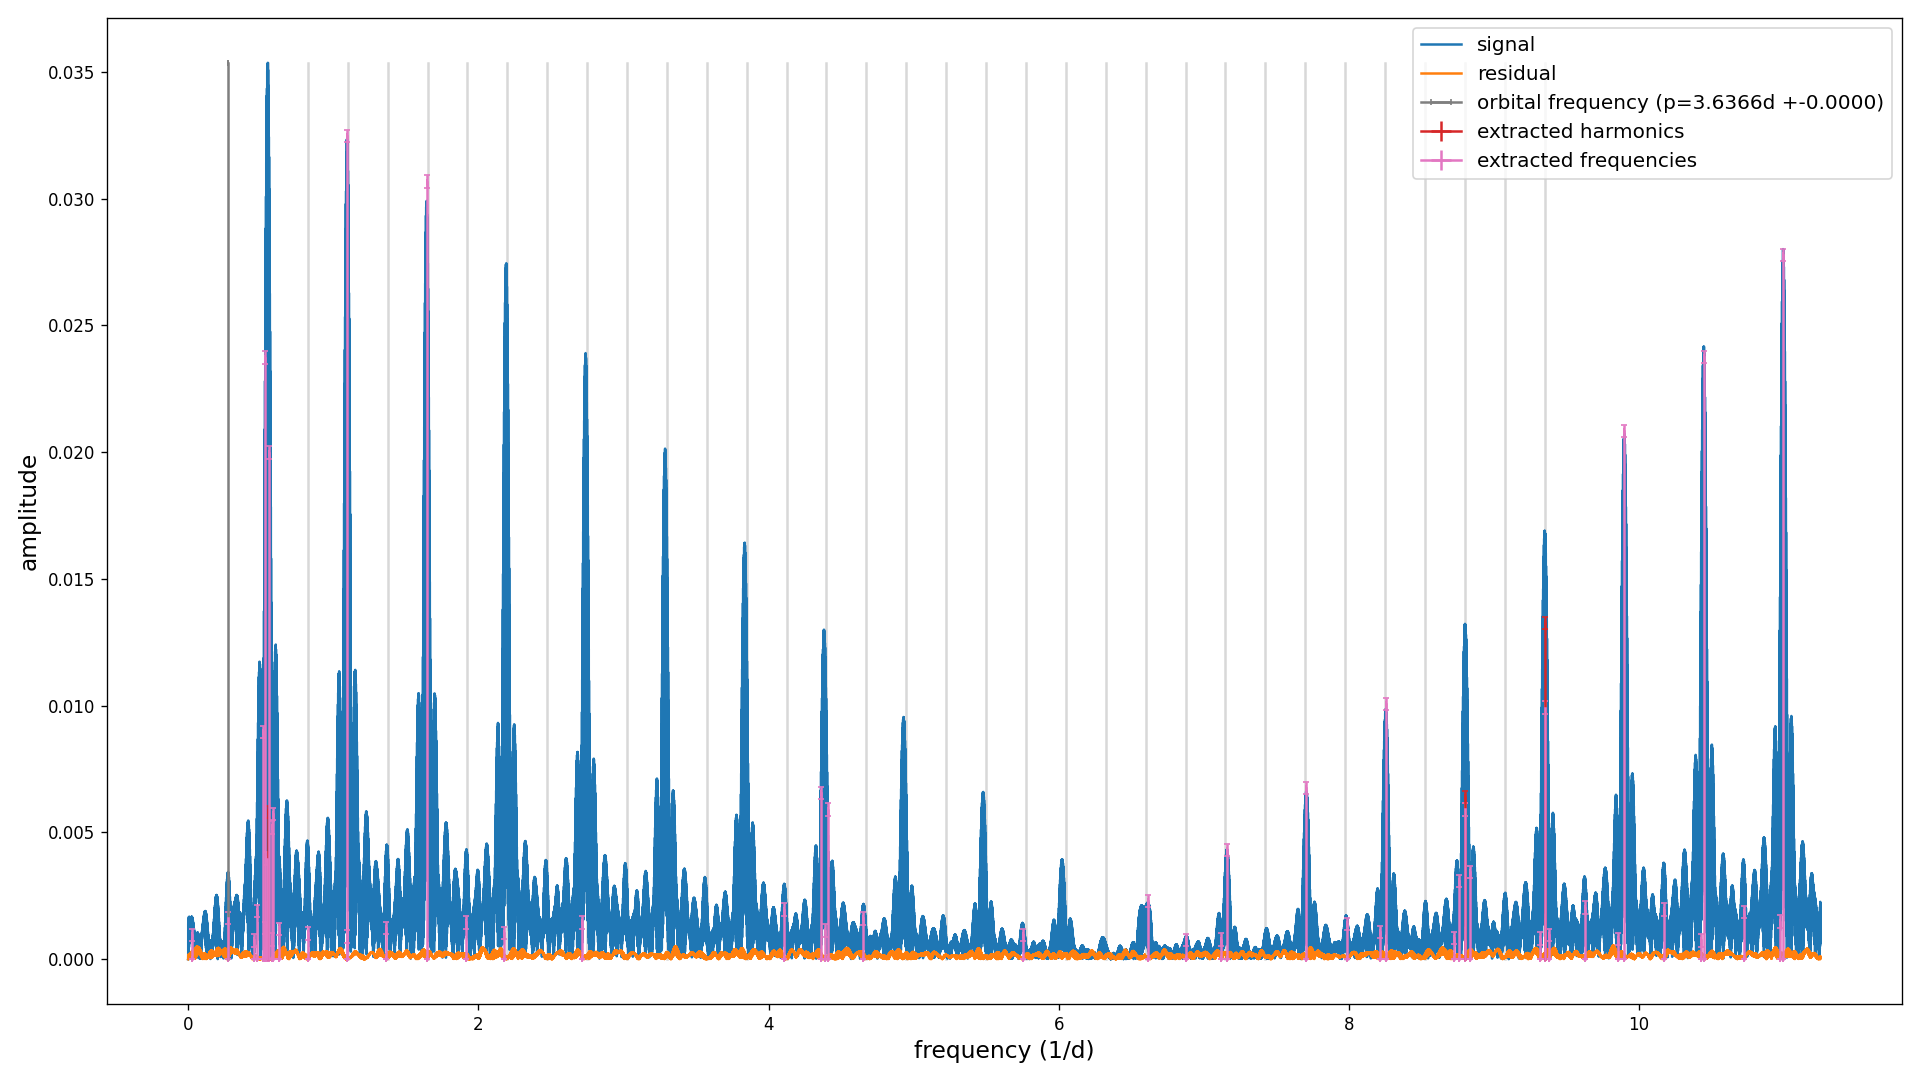 signal
residual
orbital frequency (p=3.6366d +-0.0000)
extracted harmonics
extracted frequencies
0.035
0.030
0.025
0.020
0.015
0.010
0.005
0.000
amplitude
0 2 4 6 8 10
frequency (1/d)